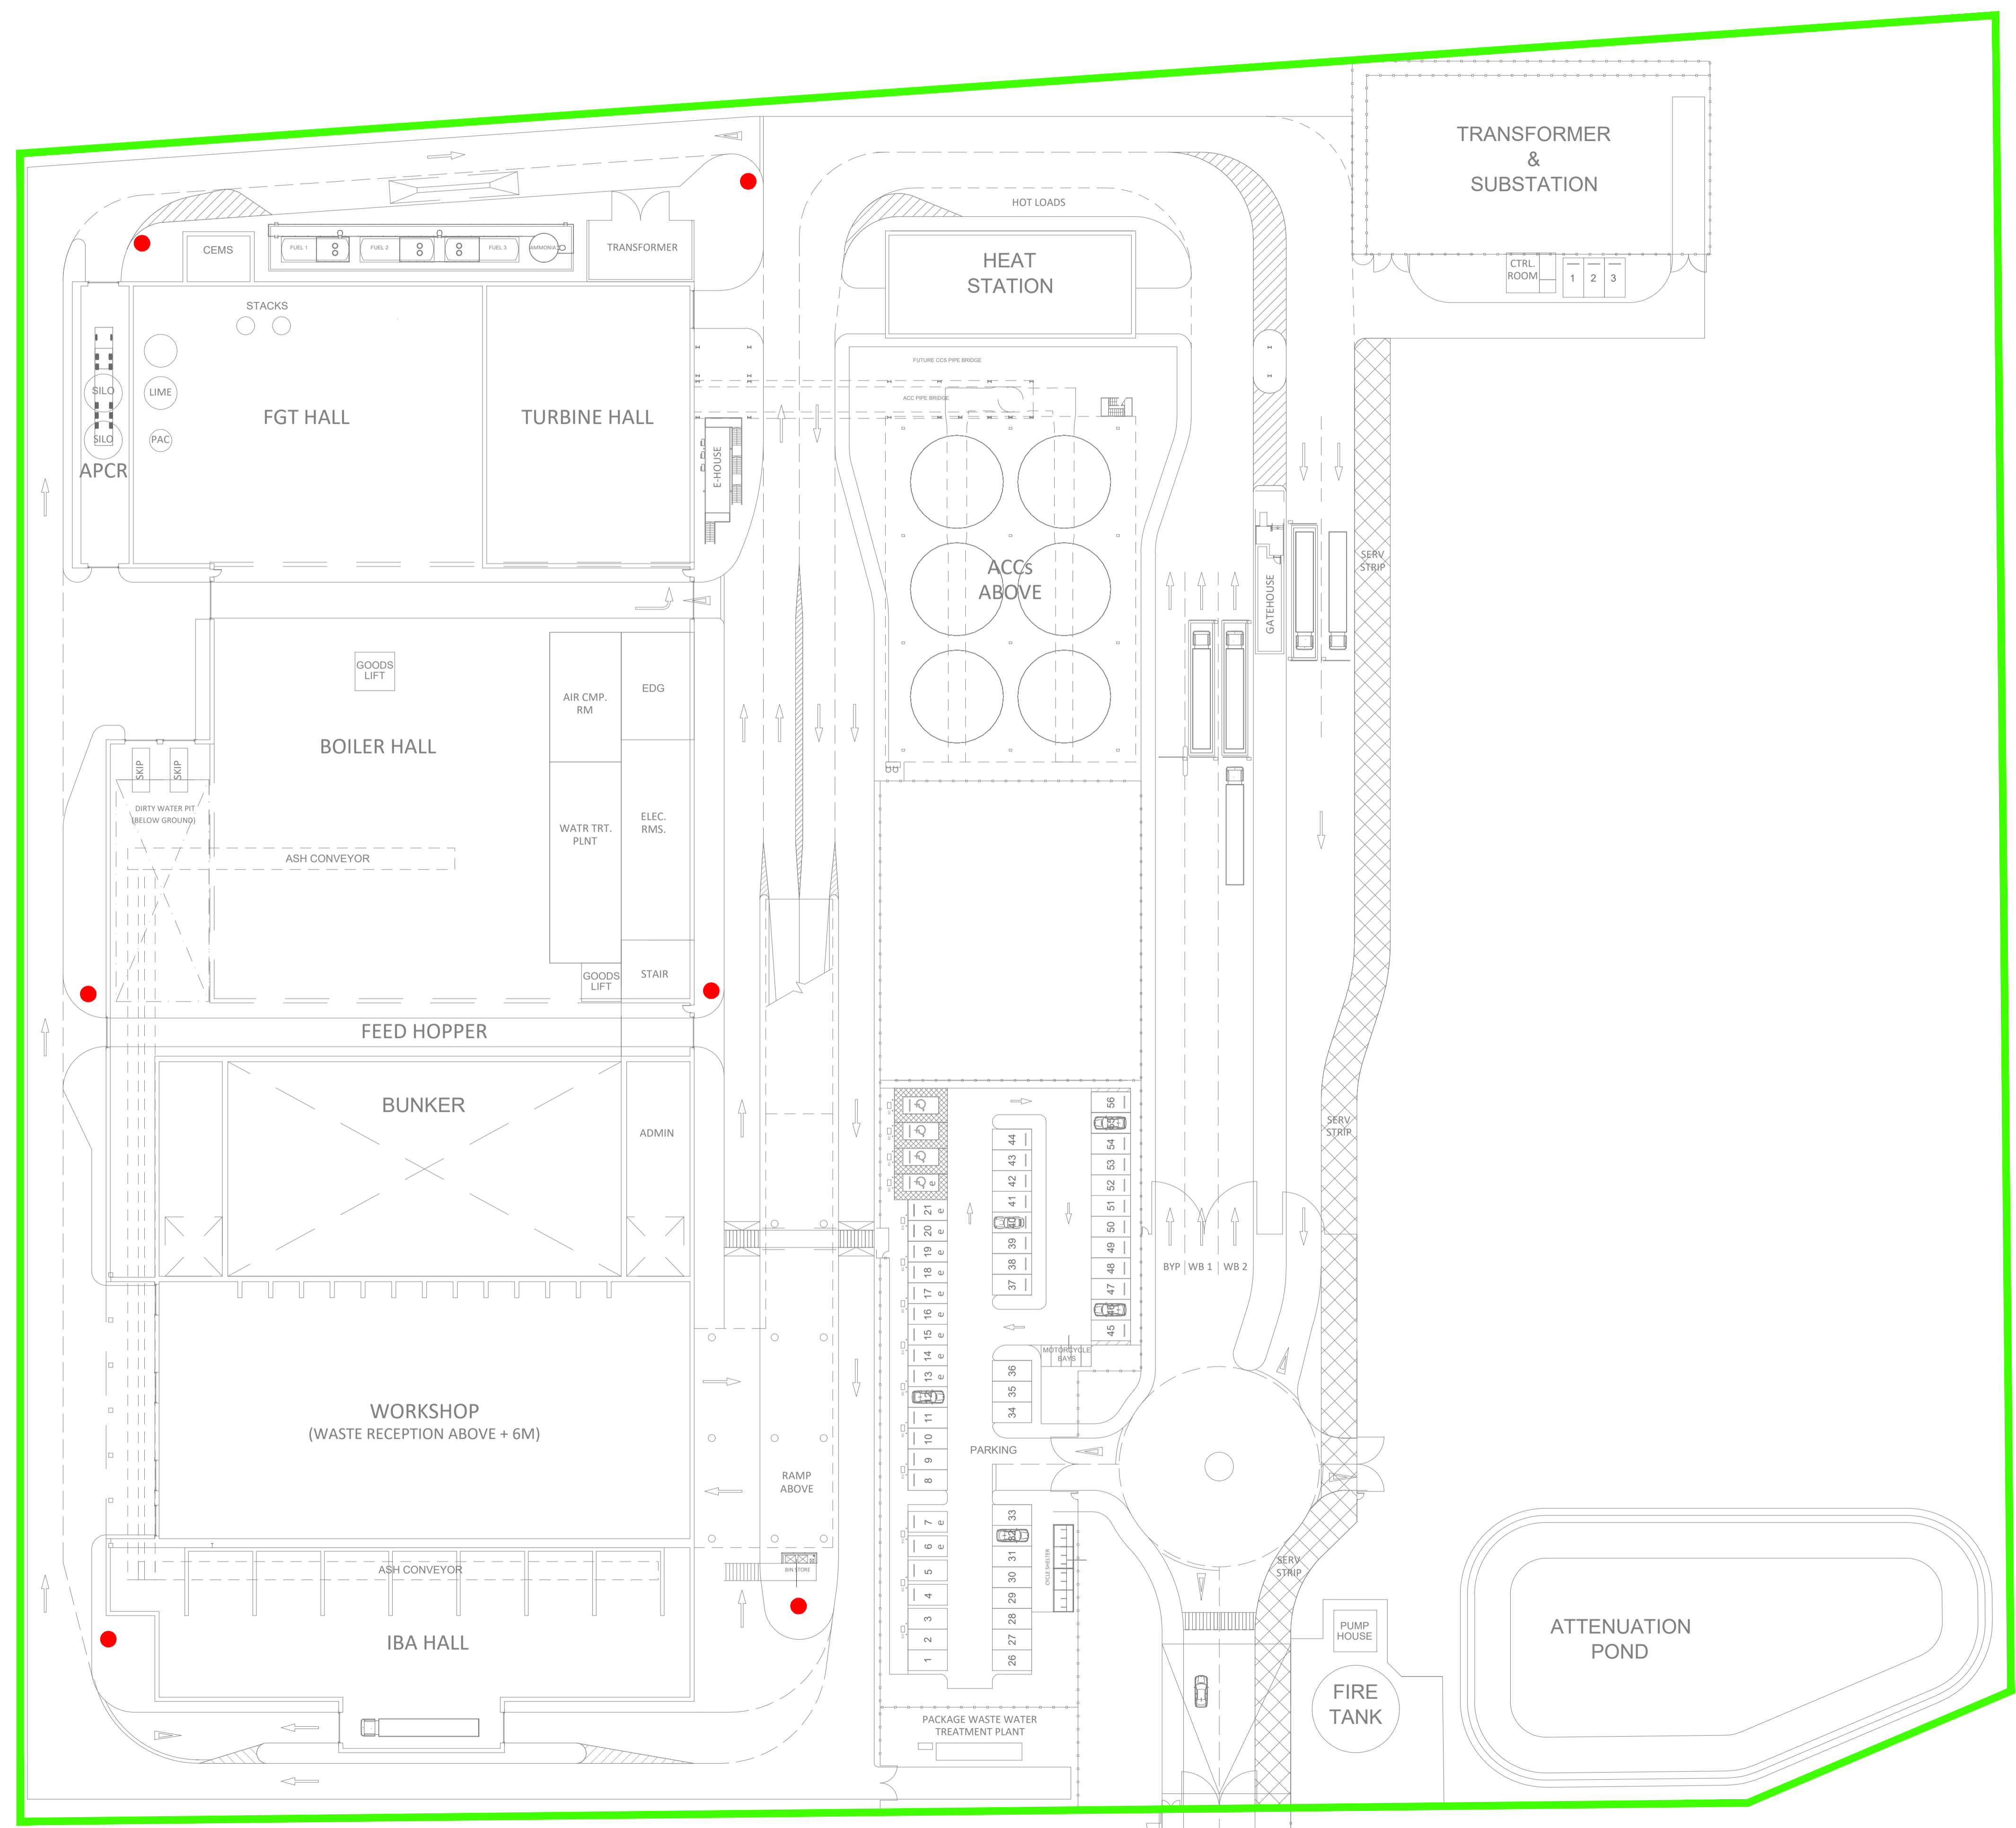 TRANSFORMER
&
SUBSTATION
CTRL.
ROOM
1
2
3
HOT LOADS
HEAT
STATION
CEMS
FUEL 1
FUEL 2
FUEL 3
AMMONIA
TRANSFORMER
STACKS
SILO
LIME
SILO
PAC
APCR
FGT HALL
TURBINE HALL
E-HOUSE
FUTURE CCS PIPE BRIDGE
ACC PIPE BRIDGE
ACCs
ABOVE
GATEHOUSE
SERV
STRIP
GOODS
LIFT
AIR CMP.
RM
EDG
BOILER HALL
SKIP
SKIP
DIRTY WATER PIT
(BELOW GROUND)
WATR TRT.
PLNT
ELEC.
RMS.
ASH CONVEYOR
GOODS
LIFT
STAIR
FEED HOPPER
BUNKER
ADMIN
SERV
STRIP
56
55
54
53
52
51
50
49
48
47
46
45
44
43
42
41
40
39
38
37
MOTORCYCLE
BAYS
36
35
34
e
21 e
20 e
19 e
18 e
17 e
16 e
15 e
14 e
13 e
12
11
10
9
8
7 e
6 e
5
4
3
2
1
33
32
31
30
29
28
27
26
BYP
WB 1
WB 2
WORKSHOP
(WASTE RECEPTION ABOVE + 6M)
PARKING
RAMP
ABOVE
BIN STORE
CYCLE SHELTER
ASH CONVEYOR
IBA HALL
SERV
STRIP
PUMP
HOUSE
FIRE
TANK
ATTENUATION
POND
PACKAGE WASTE WATER
TREATMENT PLANT